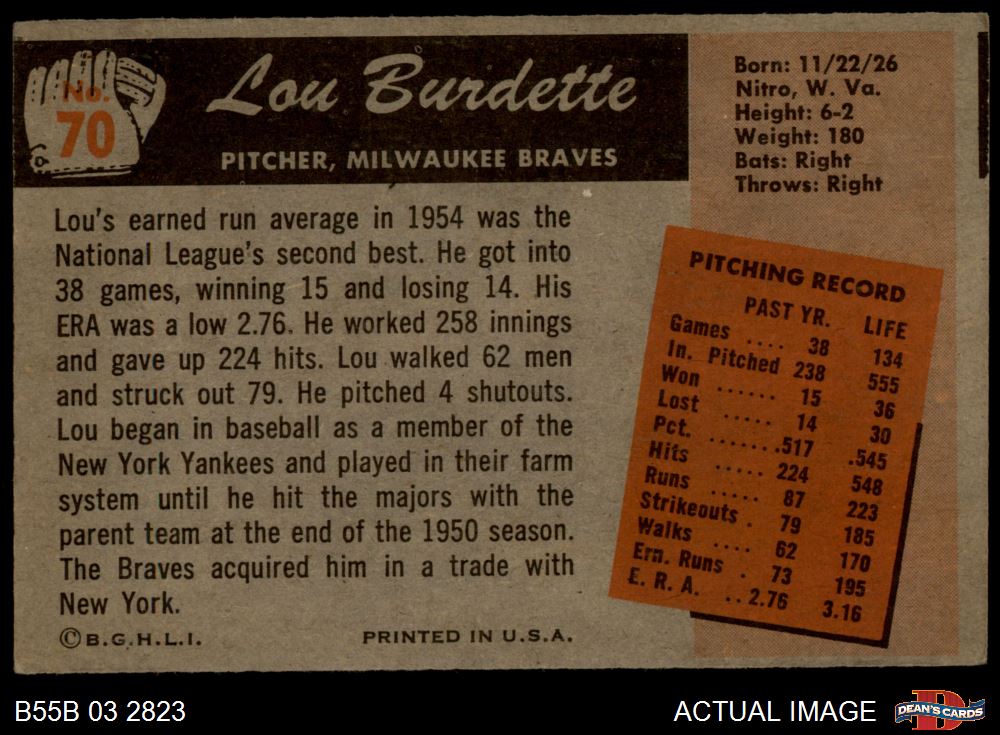 No.
70
Lou Burdette
PITCHER, MILWAUKEE BRAVES
Born: 11/22/26
Nitro, W. Va.
Height: 6-2
Weight: 180
Bats: Right
Throws: Right
Lou's earned run average in 1954 was the
National League's second best. He got into
38 games, winning 15 and losing 14. His
ERA was a low 2.76. He worked 258 innings
and gave up 224 hits. Lou walked 62 men
and struck out 79. He pitched 4 shutouts.
Lou began in baseball as a member of the
New York Yankees and played in their farm
system until he hit the majors with the
parent team at the end of the 1950 season.
The Braves acquired him in a trade with
New York.
©B.G.H.L.I. PRINTED IN U.S.A.
PITCHING RECORD
PAST YR. LIFE
Games .... 38 134
In. Pitched 238 555
Won ...... 15 36
Lost ..... 14 30
Pct. .......517 .545
Hits ..... 224 548
Runs ..... 87 223
Strikeouts . 79 185
Walks .... 62 170
Ern. Runs . 73 195
E. R. A. ..2.76 3.16
B55B 03 2823
ACTUAL IMAGE
DEAN'S CARDS